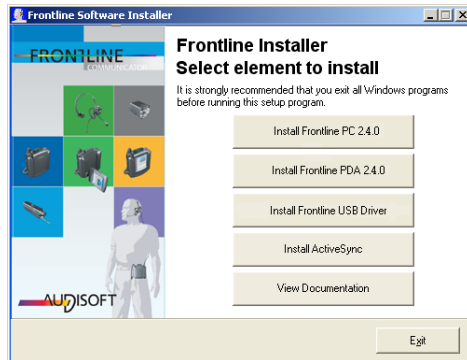 Frontline Software Installer
FRONTLINE
COMMUNICATOR
Frontline Installer
Select element to install
It is strongly recommended that you exit all Windows programs
before running this setup program.
Install Frontline PC 2.4.0
Install Frontline PDA 2.4.0
Install Frontline USB Driver
Install ActiveSync
View Documentation
AUDISOFT
Exit